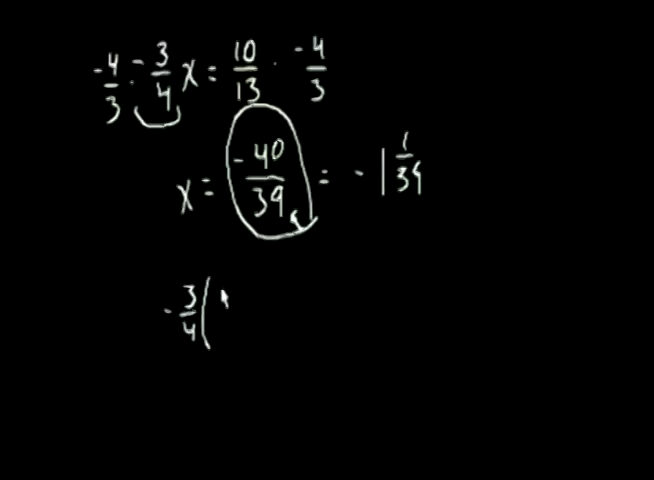 -4/3 · -3/4 x = 10/13 · -4/3
x = -40/39 = -1 1/39
-3/4(